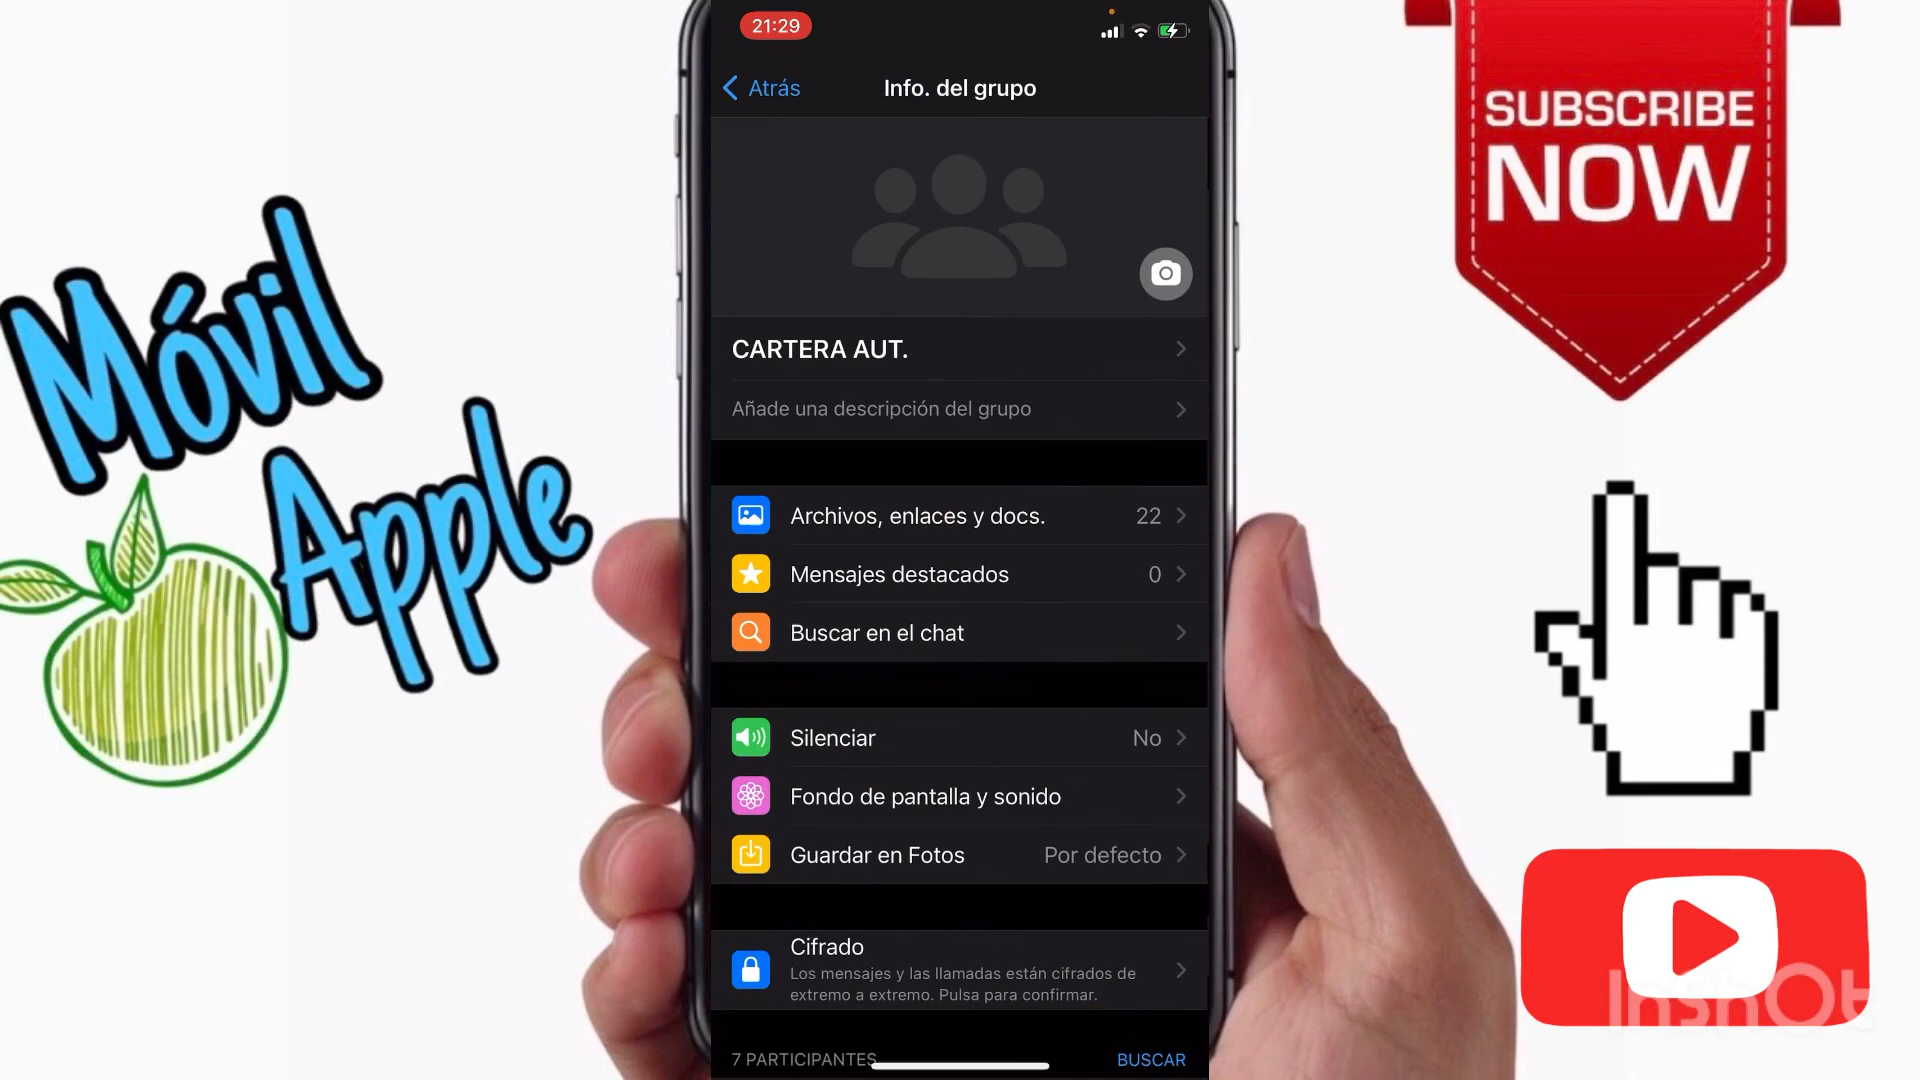 21:29
Atrás
Info. del grupo
CARTERA AUT.
Añade una descripción del grupo
Archivos, enlaces y docs. 22
Mensajes destacados 0
Buscar en el chat
Silenciar No
Fondo de pantalla y sonido
Guardar en Fotos Por defecto
Cifrado
Los mensajes y las llamadas están cifrados de
extremo a extremo. Pulsa para confirmar.
7 PARTICIPANTES
BUSCAR
Móvil
Apple
SUBSCRIBE
NOW
InShOt